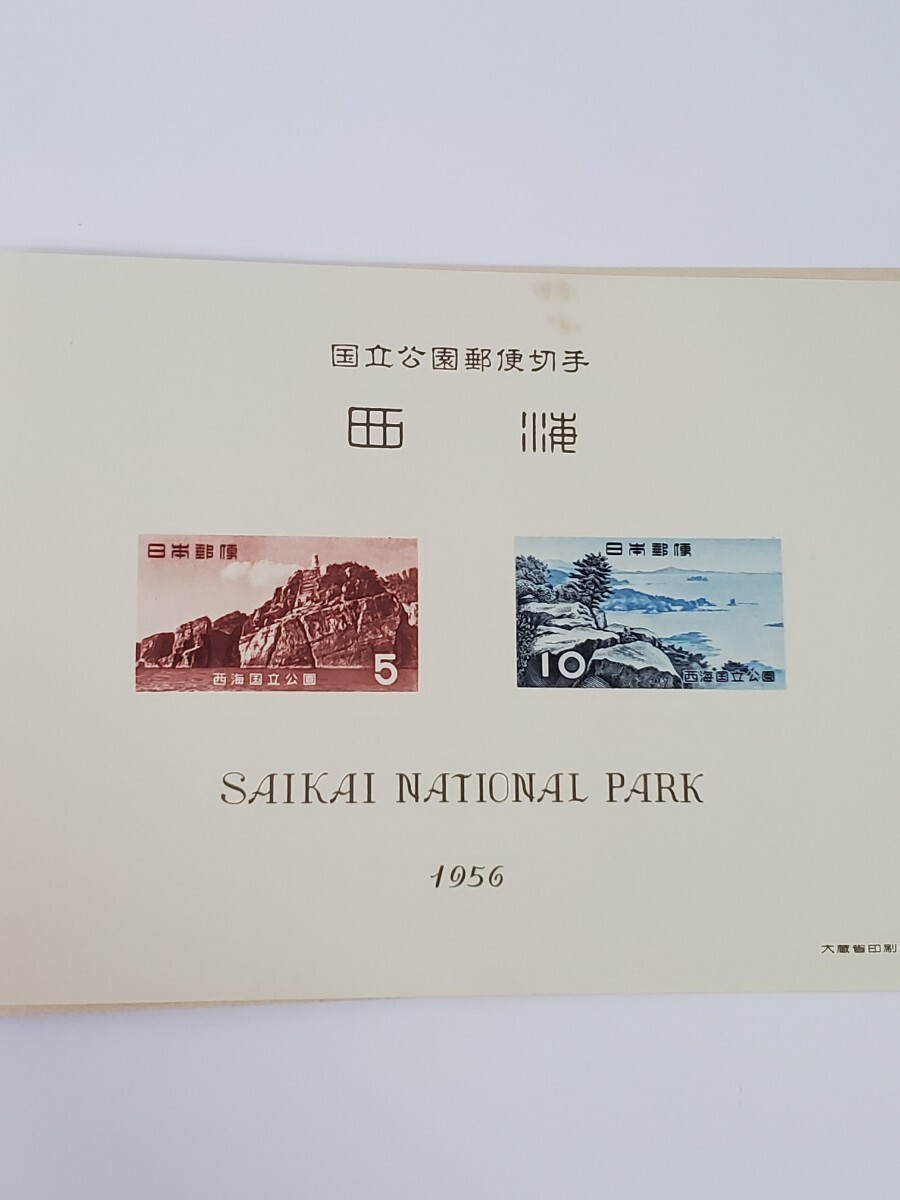 国立公園郵便切手
西 海
日本郵便
5
西海国立公園
日本郵便
10
西海国立公園
SAIKAI NATIONAL PARK
1956
大蔵省印刷